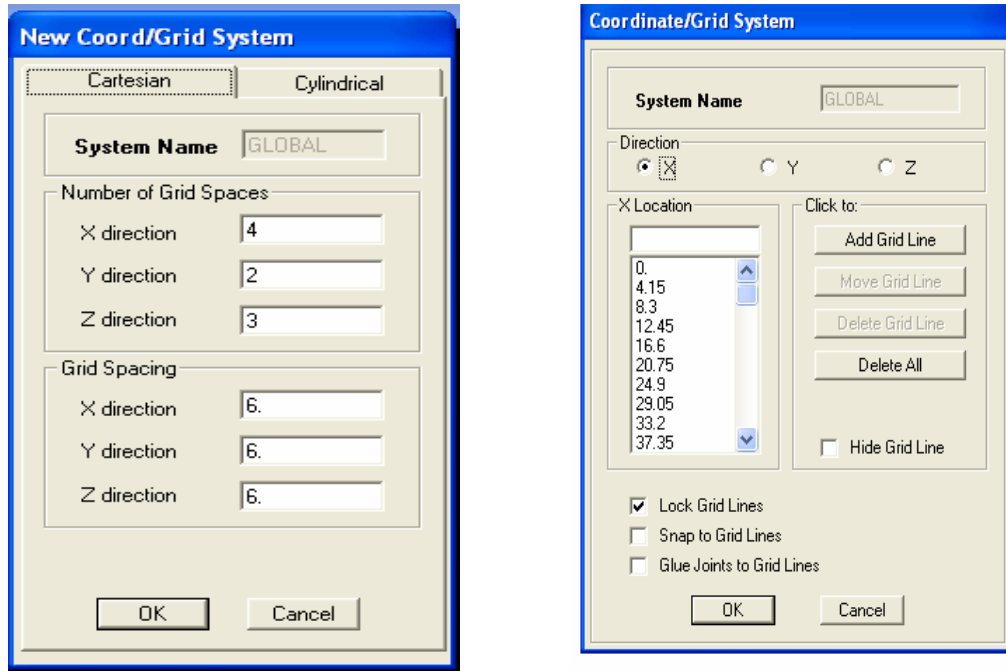 New Coord/Grid System
Cartesian Cylindrical
System Name GLOBAL
Number of Grid Spaces
X direction 4
Y direction 2
Z direction 3
Grid Spacing
X direction 6.
Y direction 6.
Z direction 6.
OK Cancel
Coordinate/Grid System
System Name GLOBAL
Direction
X Y Z
X Location
0.
4.15
8.3
12.45
16.6
20.75
24.9
29.05
33.2
37.35
Click to:
Add Grid Line
Move Grid Line
Delete Grid Line
Delete All
Hide Grid Line
Lock Grid Lines
Snap to Grid Lines
Glue Joints to Grid Lines
OK Cancel